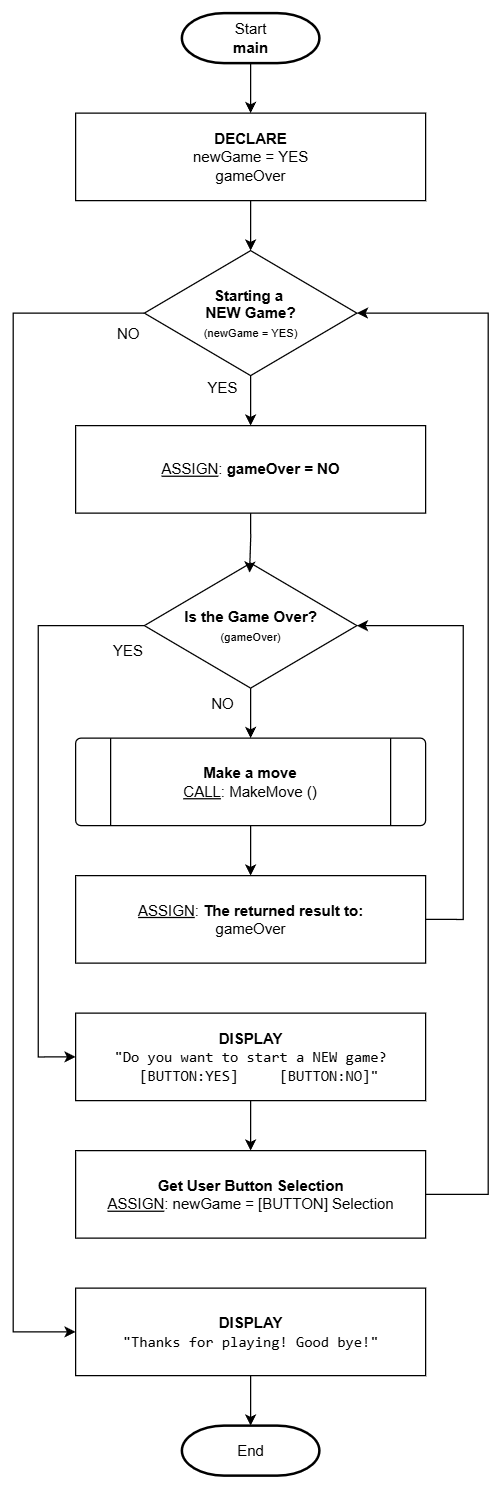 Start
main
DECLARE
newGame = YES
gameOver
Starting a
NEW Game?
(newGame = YES)
NO
YES
ASSIGN: gameOver = NO
Is the Game Over?
(gameOver)
YES
NO
Make a move
CALL: MakeMove ()
ASSIGN: The returned result to:
gameOver
DISPLAY
"Do you want to start a NEW game?
[BUTTON:YES] [BUTTON:NO]"
Get User Button Selection
ASSIGN: newGame = [BUTTON] Selection
DISPLAY
"Thanks for playing! Good bye!"
End